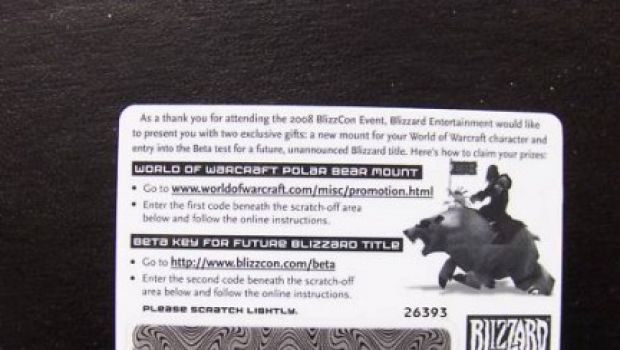 As a thank you for attending the 2008 BlizzCon Event, Blizzard Entertainment would like
to present you with two exclusive gifts: a new mount for your World of Warcraft character and
entry into the Beta test for a future, unannounced Blizzard title. Here's how to claim your prizes:
WORLD OF WARCRAFT POLAR BEAR MOUNT
• Go to www.worldofwarcraft.com/misc/promotion.html
• Enter the first code beneath the scratch-off area
below and follow the online instructions.
BETA KEY FOR FUTURE BLIZZARD TITLE
• Go to http://www.blizzcon.com/beta
• Enter the second code beneath the scratch-off
area below and follow the online instructions.
PLEASE SCRATCH LIGHTLY.
26393
BLIZZARD